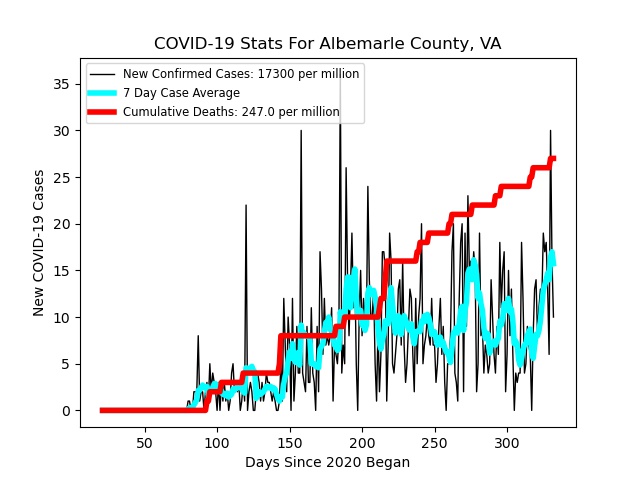 COVID-19 Stats For Albemarle County, VA
New Confirmed Cases: 17300 per million
7 Day Case Average
Cumulative Deaths: 247.0 per million
New COVID-19 Cases
35
30
25
20
15
10
5
0
50
100
150
200
250
300
Days Since 2020 Began